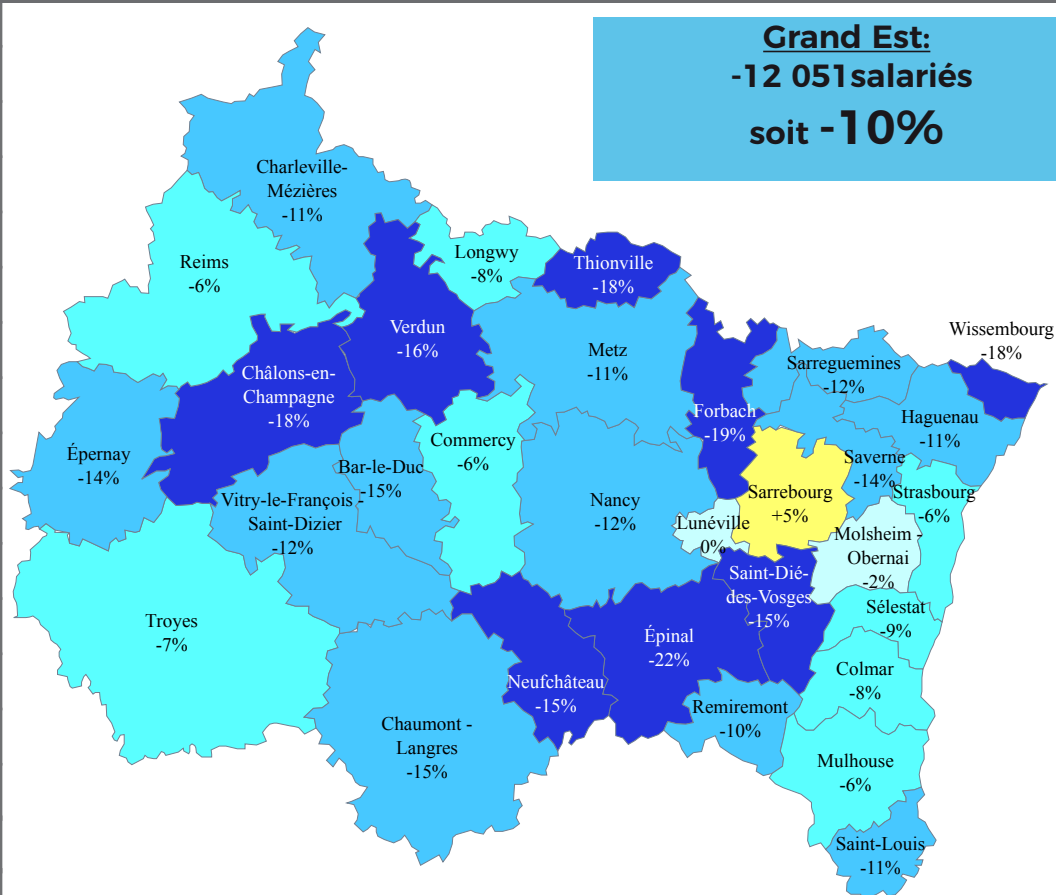 Grand Est:
-12 051salariés
soit -10%
Charleville-
Mézières
-11%
Reims
-6%
Longwy
-8%
Thionville
-18%
Verdun
-16%
Metz
-11%
Wissembourg
-18%
Sarreguemines
-12%
Châlons-en-
Champagne
-18%
Forbach
-19%
Haguenau
-11%
Épernay
-14%
Bar-le-Duc
-15%
Commercy
-6%
Saverne
-14%
Sarrebourg
+5%
Strasbourg
-6%
Vitry-le-François -
Saint-Dizier
-12%
Nancy
-12%
Lunéville
0%
Molsheim -
Obernai
-2%
Saint-Dié-
des-Vosges
-15%
Sélestat
-9%
Troyes
-7%
Épinal
-22%
Neufchâteau
-15%
Colmar
-8%
Remiremont
-10%
Chaumont -
Langres
-15%
Mulhouse
-6%
Saint-Louis
-11%